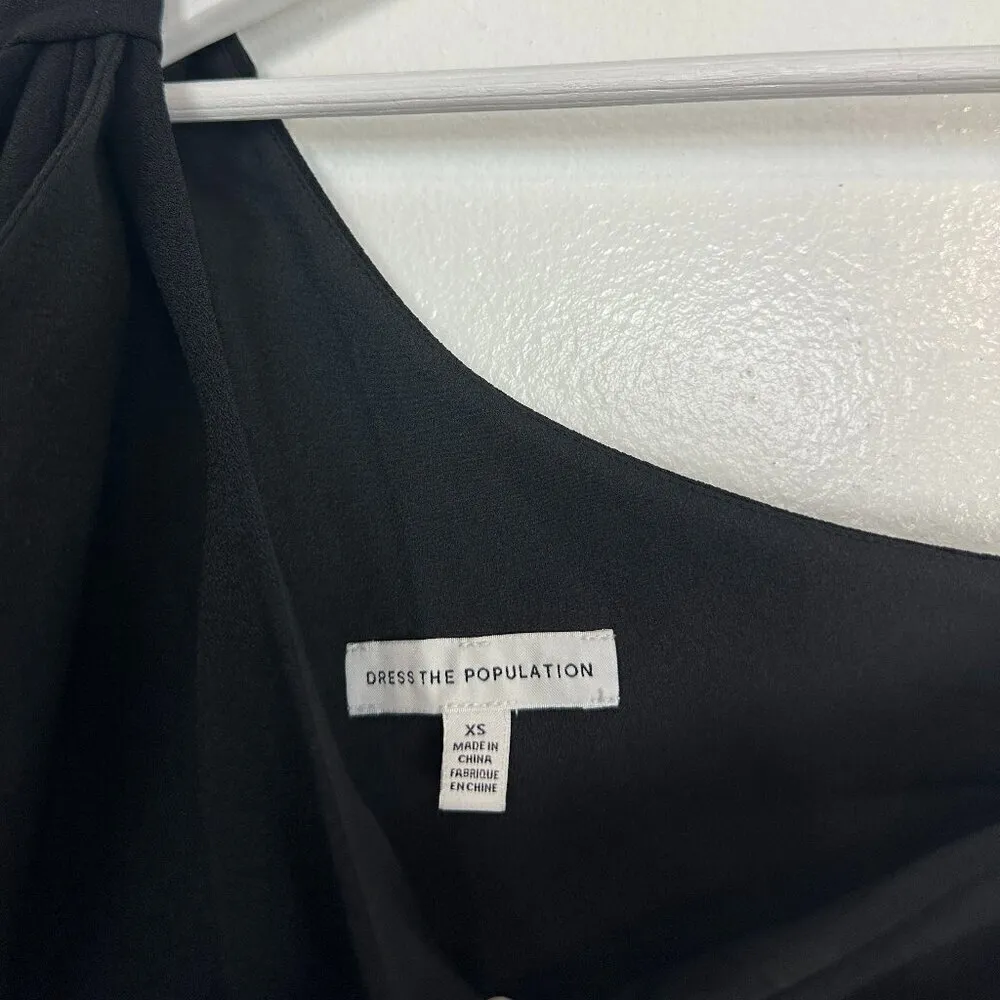 DRESS THE POPULATION
XS
MADE IN
CHINA
FABRIQUE
EN CHINE